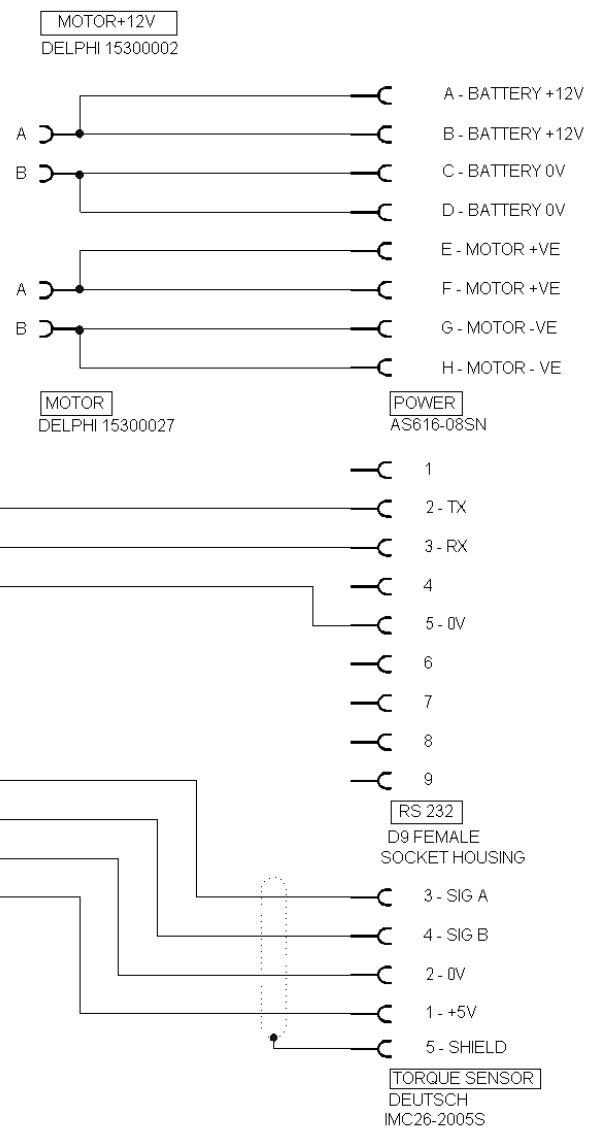 MOTOR+12V
DELPHI 15300002
A - BATTERY +12V
A
B - BATTERY +12V
B
C - BATTERY 0V
D - BATTERY 0V
E - MOTOR +VE
A
F - MOTOR +VE
B
G - MOTOR -VE
H - MOTOR - VE
MOTOR
DELPHI 15300027
POWER
AS616-08SN
1
2 - TX
3 - RX
4
5 - 0V
6
7
8
9
RS 232
D9 FEMALE
SOCKET HOUSING
3 - SIG A
4 - SIG B
2 - 0V
1 - +5V
5 - SHIELD
TORQUE SENSOR
DEUTSCH
IMC26-2005S